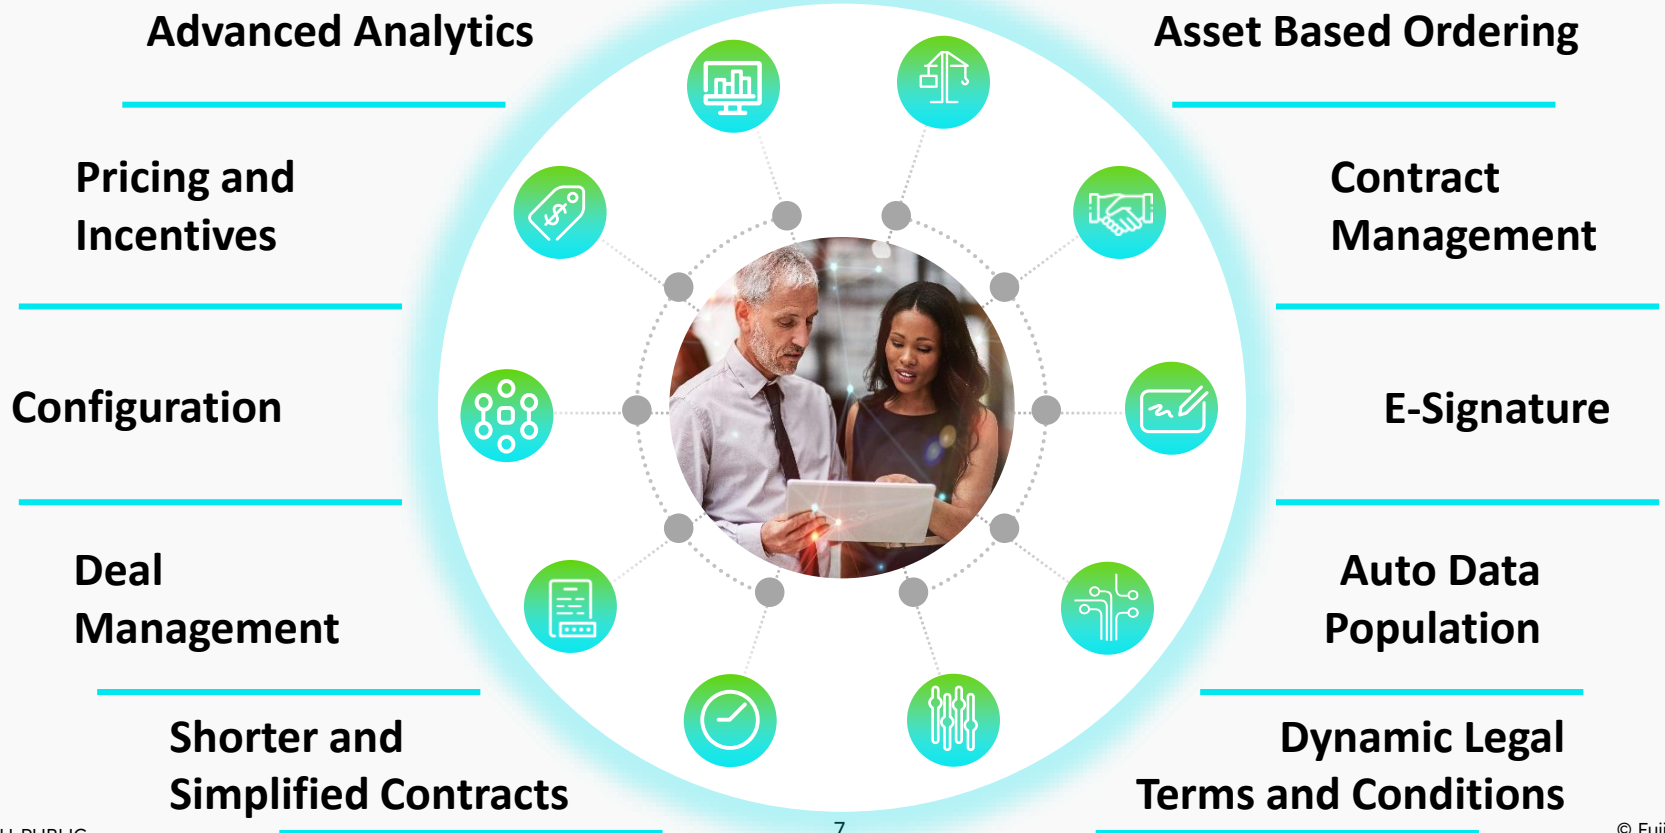 Advanced Analytics
Asset Based Ordering
Pricing and
Incentives
Contract
Management
Configuration
E-Signature
Deal
Management
Auto Data
Population
Shorter and
Simplified Contracts
Dynamic Legal
Terms and Conditions
7
©